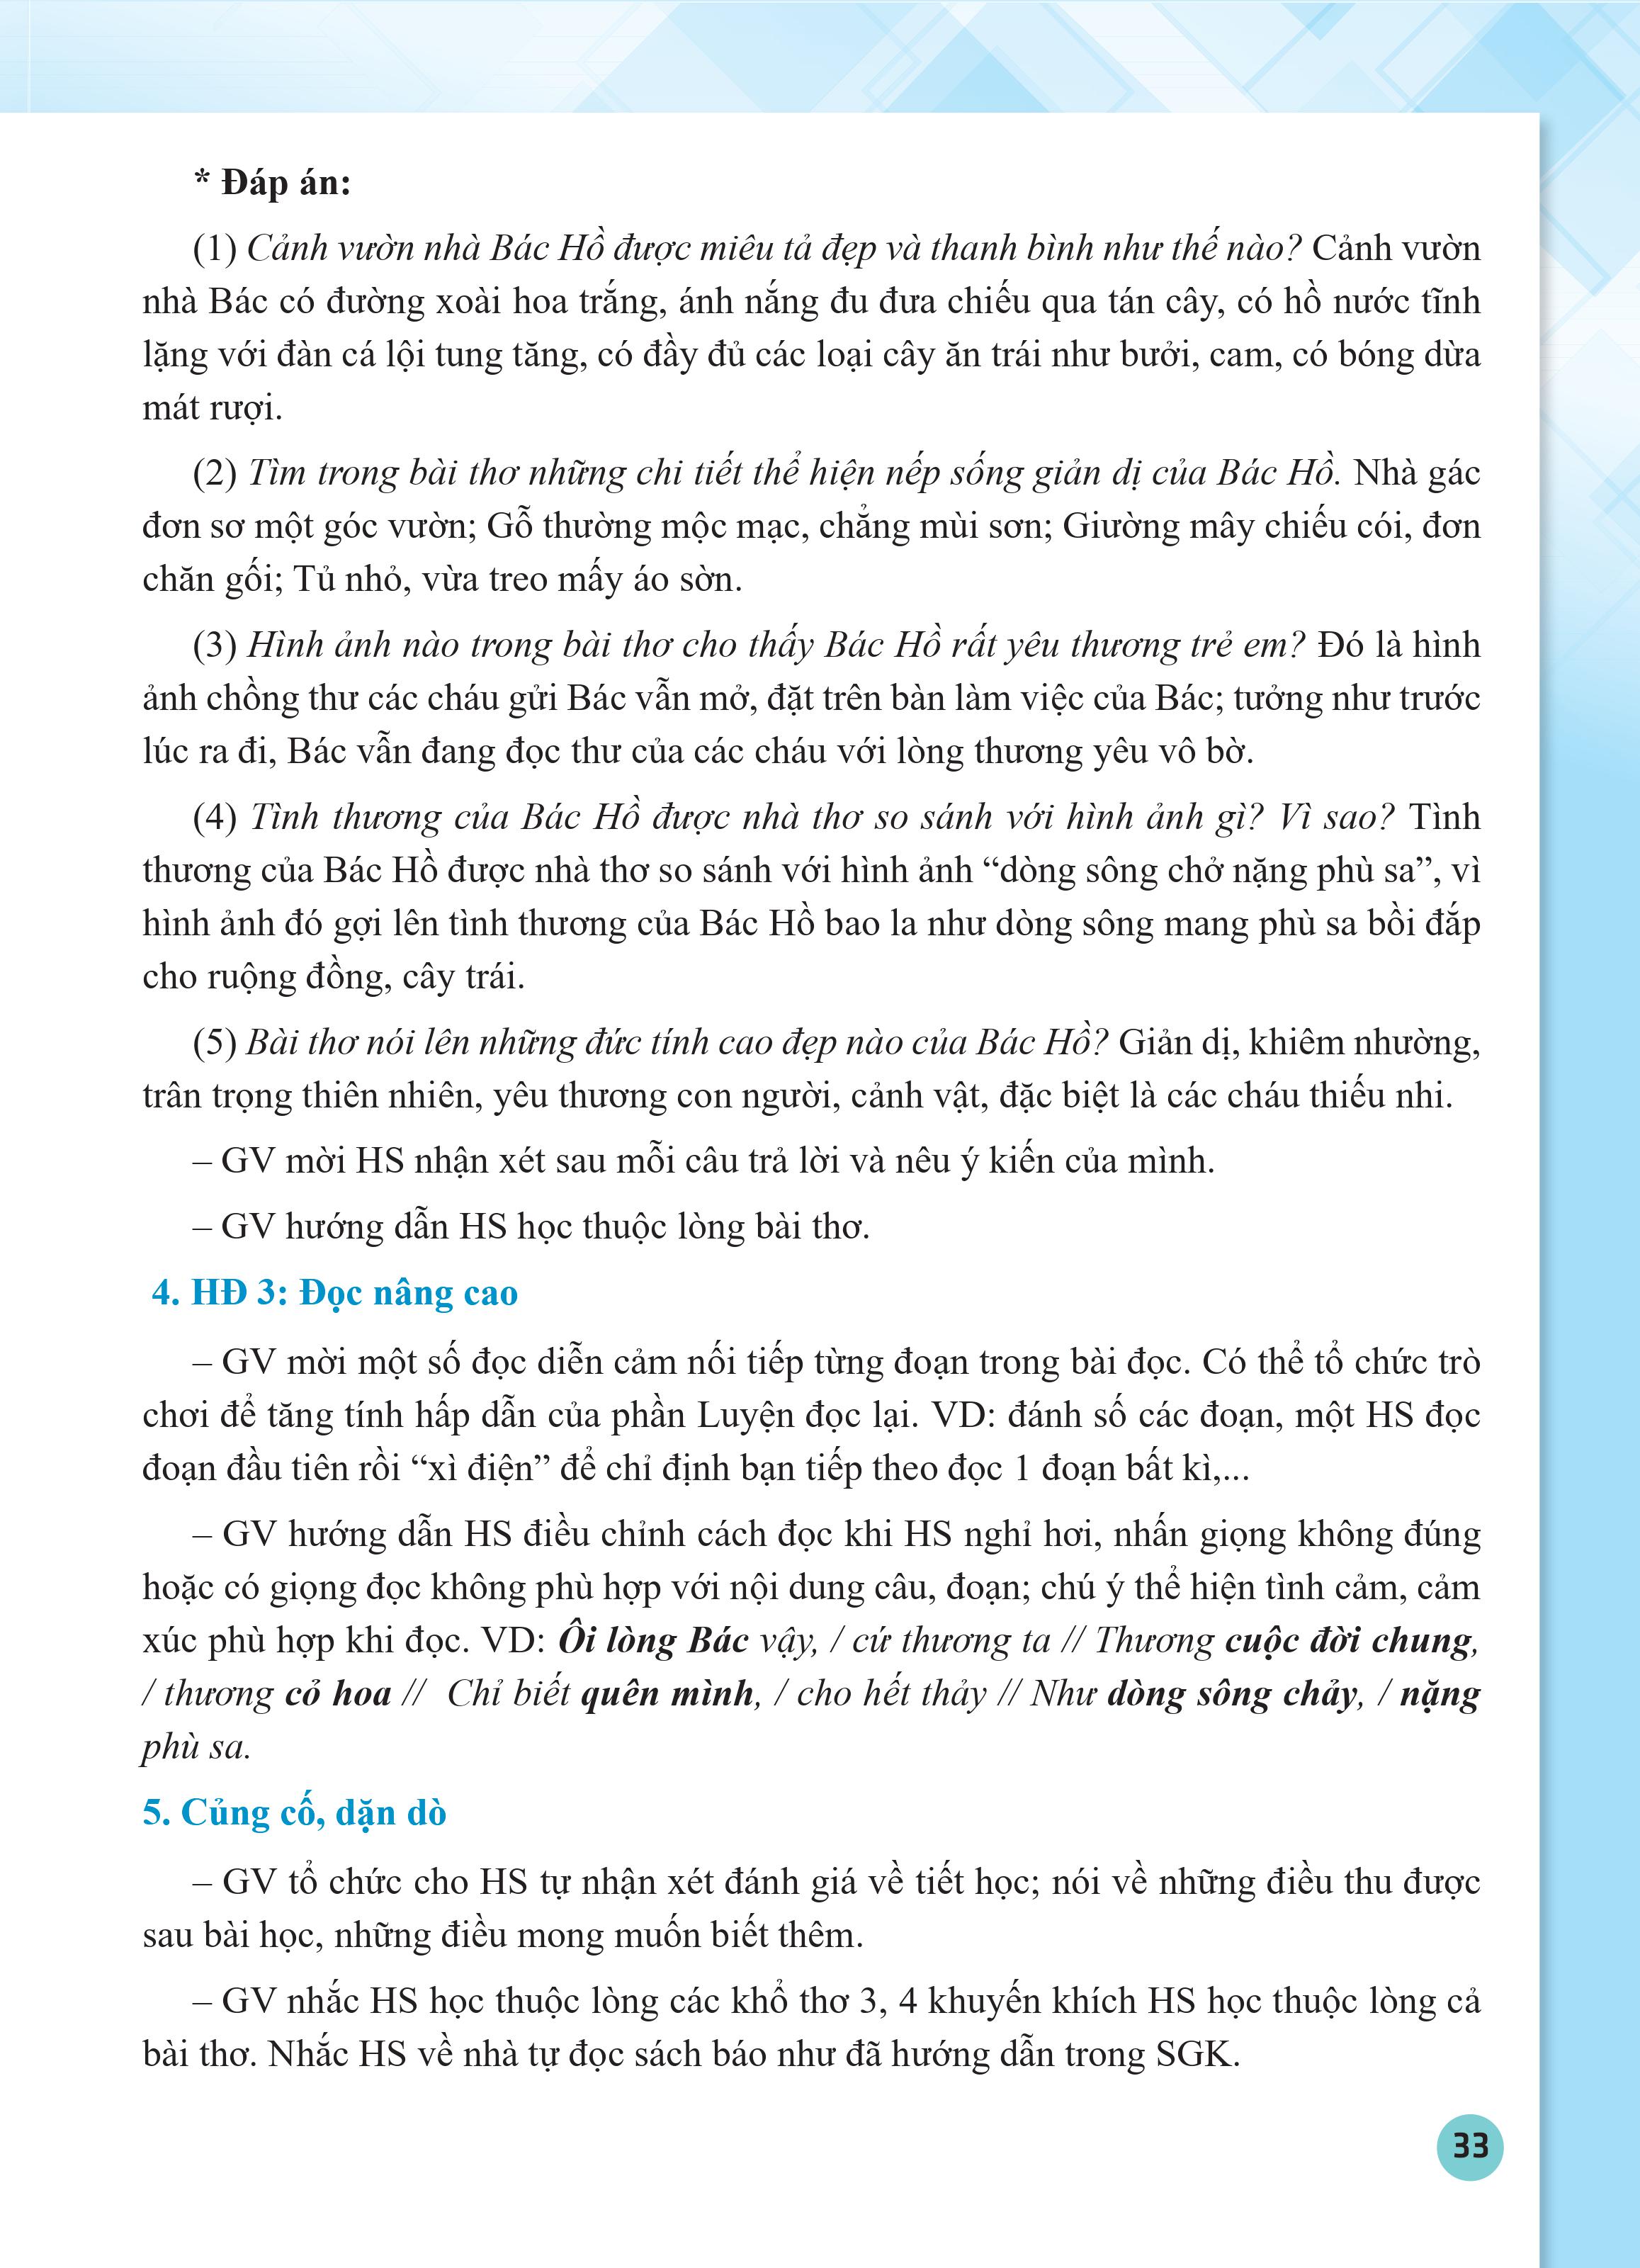 * Đáp án:
(1) Cảnh vườn nhà Bác Hồ được miêu tả đẹp và thanh bình như thế nào? Cảnh vườn
nhà Bác có đường xoài hoa trắng, ánh nắng đu đưa chiếu qua tán cây, có hồ nước tĩnh
lặng với đàn cá lội tung tăng, có đầy đủ các loại cây ăn trái như bưởi, cam, có bóng dừa
mát rượi.
(2) Tìm trong bài thơ những chi tiết thể hiện nếp sống giản dị của Bác Hồ. Nhà gác
đơn sơ một góc vườn; Gỗ thường mộc mạc, chẳng mùi sơn; Giường mây chiếu cói, đơn
chăn gối; Tủ nhỏ, vừa treo mấy áo sờn.
(3) Hình ảnh nào trong bài thơ cho thấy Bác Hồ rất yêu thương trẻ em? Đó là hình
ảnh chồng thư các cháu gửi Bác vẫn mở, đặt trên bàn làm việc của Bác; tưởng như trước
lúc ra đi, Bác vẫn đang đọc thư của các cháu với lòng thương yêu vô bờ.
(4) Tình thương của Bác Hồ được nhà thơ so sánh với hình ảnh gì? Vì sao? Tình
thương của Bác Hồ được nhà thơ so sánh với hình ảnh “dòng sông chở nặng phù sa”, vì
hình ảnh đó gợi lên tình thương của Bác Hồ bao la như dòng sông mang phù sa bồi đắp
cho ruộng đồng, cây trái.
(5) Bài thơ nói lên những đức tính cao đẹp nào của Bác Hồ? Giản dị, khiêm nhường,
trân trọng thiên nhiên, yêu thương con người, cảnh vật, đặc biệt là các cháu thiếu nhi.
– GV mời HS nhận xét sau mỗi câu trả lời và nêu ý kiến của mình.
– GV hướng dẫn HS học thuộc lòng bài thơ.
4. HĐ 3: Đọc nâng cao
– GV mời một số đọc diễn cảm nối tiếp từng đoạn trong bài đọc. Có thể tổ chức trò
chơi để tăng tính hấp dẫn của phần Luyện đọc lại. VD: đánh số các đoạn, một HS đọc
đoạn đầu tiên rồi “xì điện” để chỉ định bạn tiếp theo đọc 1 đoạn bất kì,...
– GV hướng dẫn HS điều chỉnh cách đọc khi HS nghỉ hơi, nhấn giọng không đúng
hoặc có giọng đọc không phù hợp với nội dung câu, đoạn; chú ý thể hiện tình cảm, cảm
xúc phù hợp khi đọc. VD: Ôi lòng Bác vậy, / cứ thương ta // Thương cuộc đời chung,
/ thương cỏ hoa // Chỉ biết quên mình, / cho hết thảy // Như dòng sông chảy, / nặng
phù sa.
5. Củng cố, dặn dò
– GV tổ chức cho HS tự nhận xét đánh giá về tiết học; nói về những điều thu được
sau bài học, những điều mong muốn biết thêm.
– GV nhắc HS học thuộc lòng các khổ thơ 3, 4 khuyến khích HS học thuộc lòng cả
bài thơ. Nhắc HS về nhà tự đọc sách báo như đã hướng dẫn trong SGK.
33